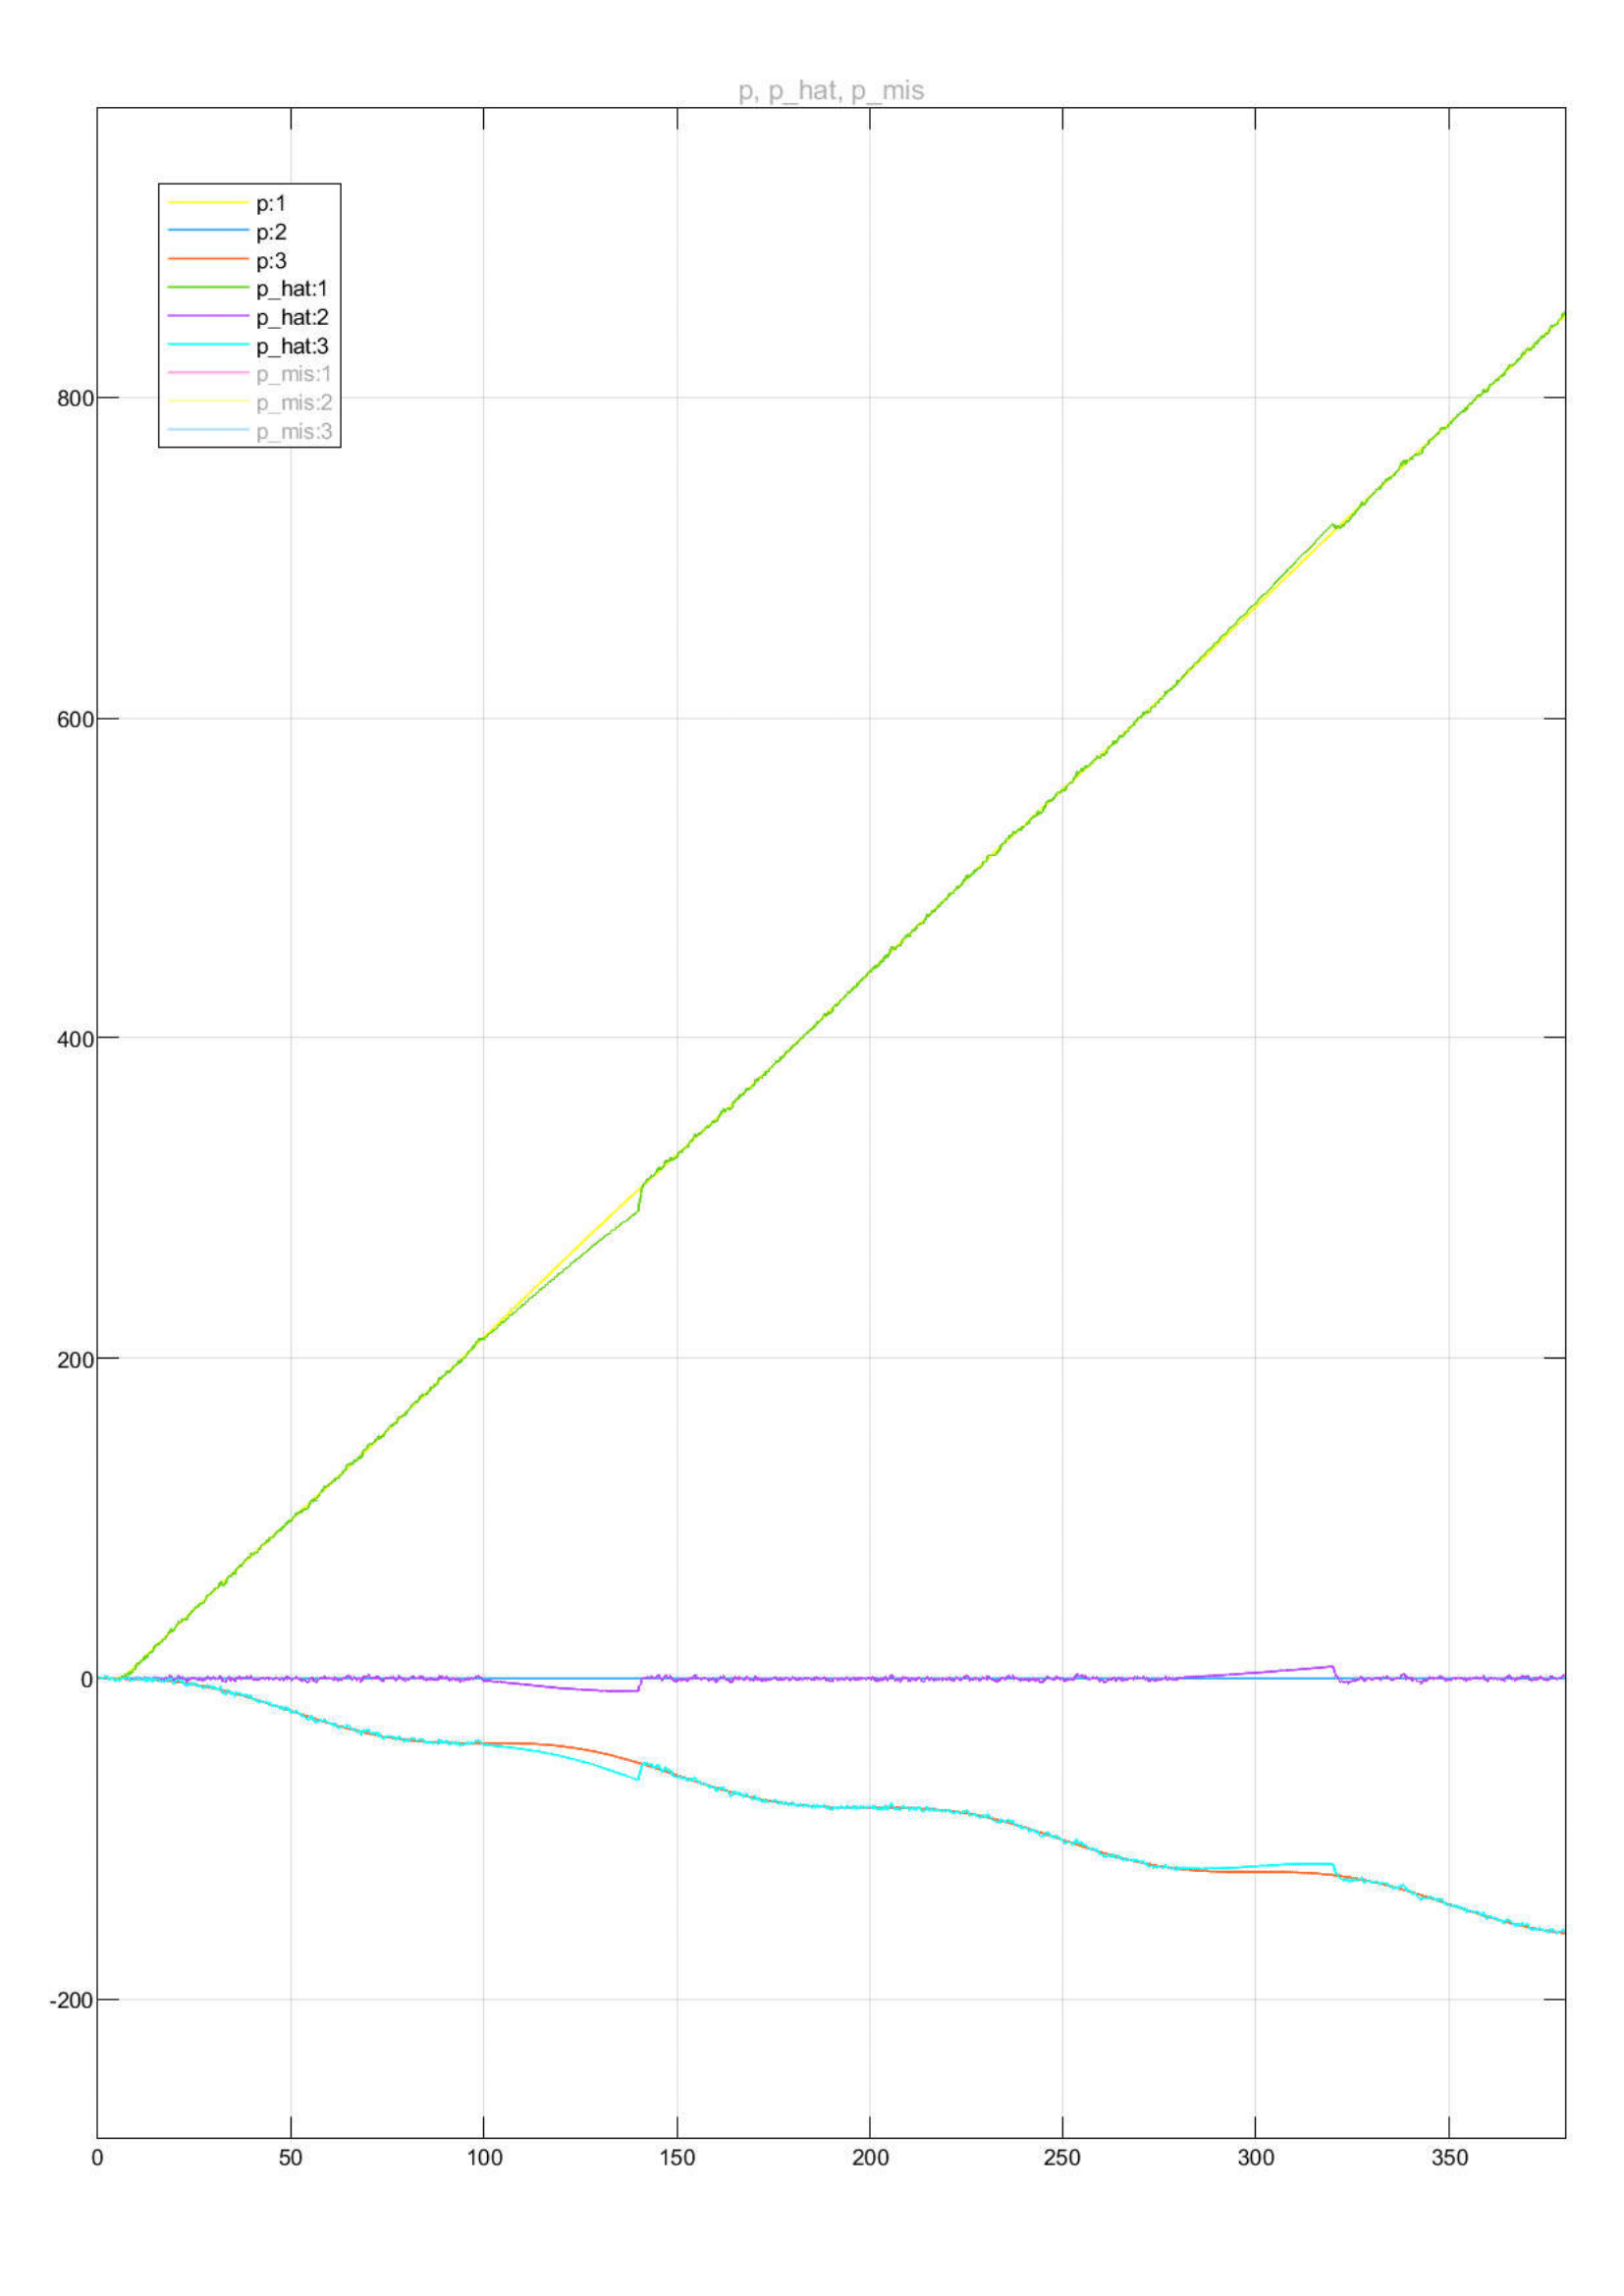 p, p_hat, p_mis
p:1
p:2
p:3
p_hat:1
p_hat:2
p_hat:3
p_mis:1
p_mis:2
p_mis:3
800
600
400
200
0
-200
0 50 100 150 200 250 300 350